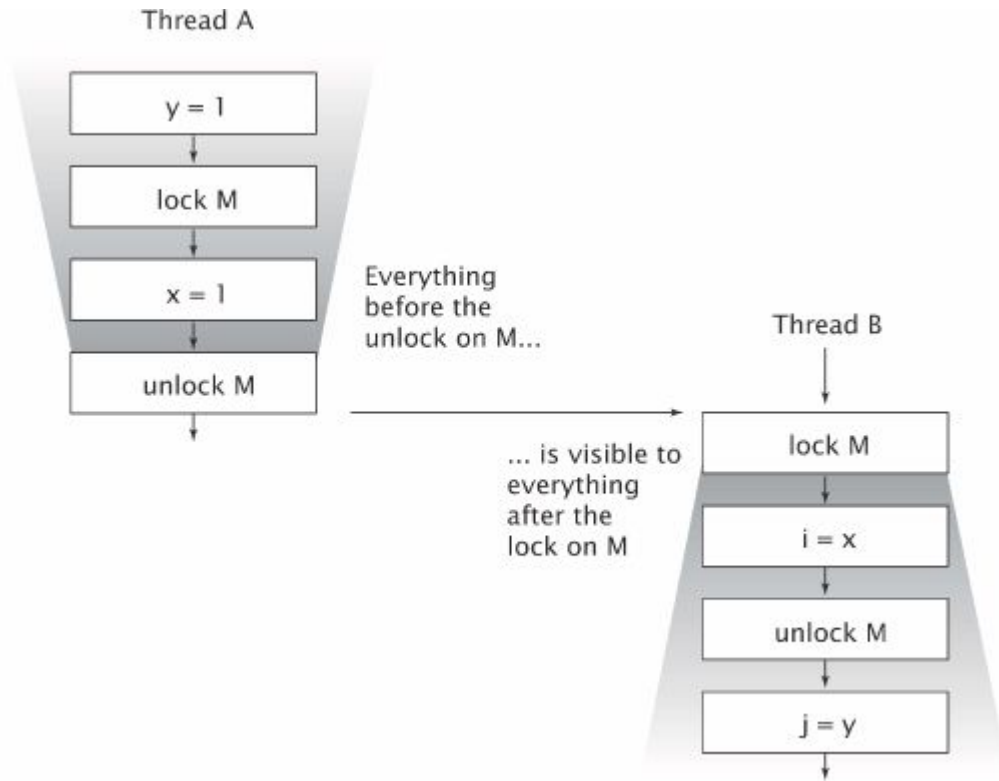 Thread A
y = 1
lock M
x = 1
unlock M
Everything
before the
unlock on M...
Thread B
lock M
... is visible to
everything
after the
lock on M
i = x
unlock M
j = y